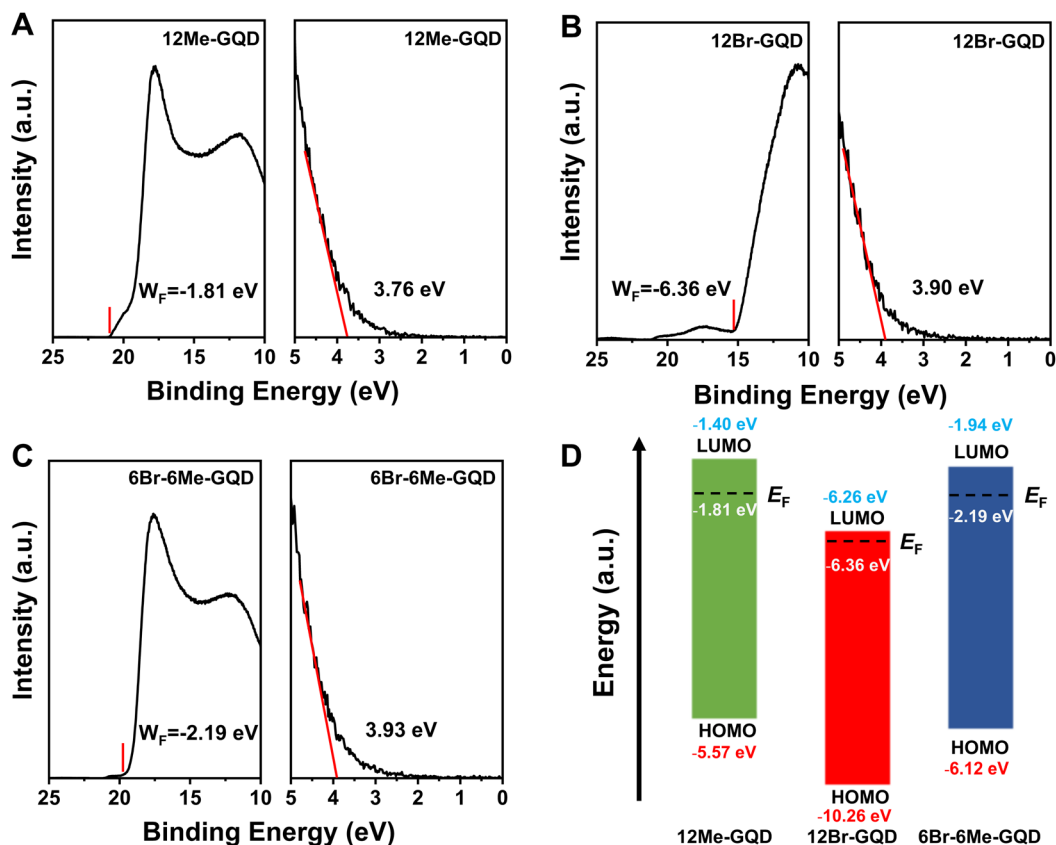 A
12Me-GQD
W_F=-1.81 eV
25 20 15 10
12Me-GQD
3.76 eV
5 4 3 2 1 0
Intensity (a.u.)
Binding Energy (eV)
B
12Br-GQD
W_F=-6.36 eV
25 20 15 10
12Br-GQD
3.90 eV
5 4 3 2 1 0
Intensity (a.u.)
Binding Energy (eV)
C
6Br-6Me-GQD
W_F=-2.19 eV
25 20 15 10
6Br-6Me-GQD
3.93 eV
5 4 3 2 1 0
Intensity (a.u.)
Binding Energy (eV)
D
Energy (a.u.)
-1.40 eV
LUMO
E_F
-1.81 eV
HOMO
-5.57 eV
12Me-GQD
-6.26 eV
LUMO
E_F
-6.36 eV
HOMO
-10.26 eV
12Br-GQD
-1.94 eV
LUMO
E_F
-2.19 eV
HOMO
-6.12 eV
6Br-6Me-GQD